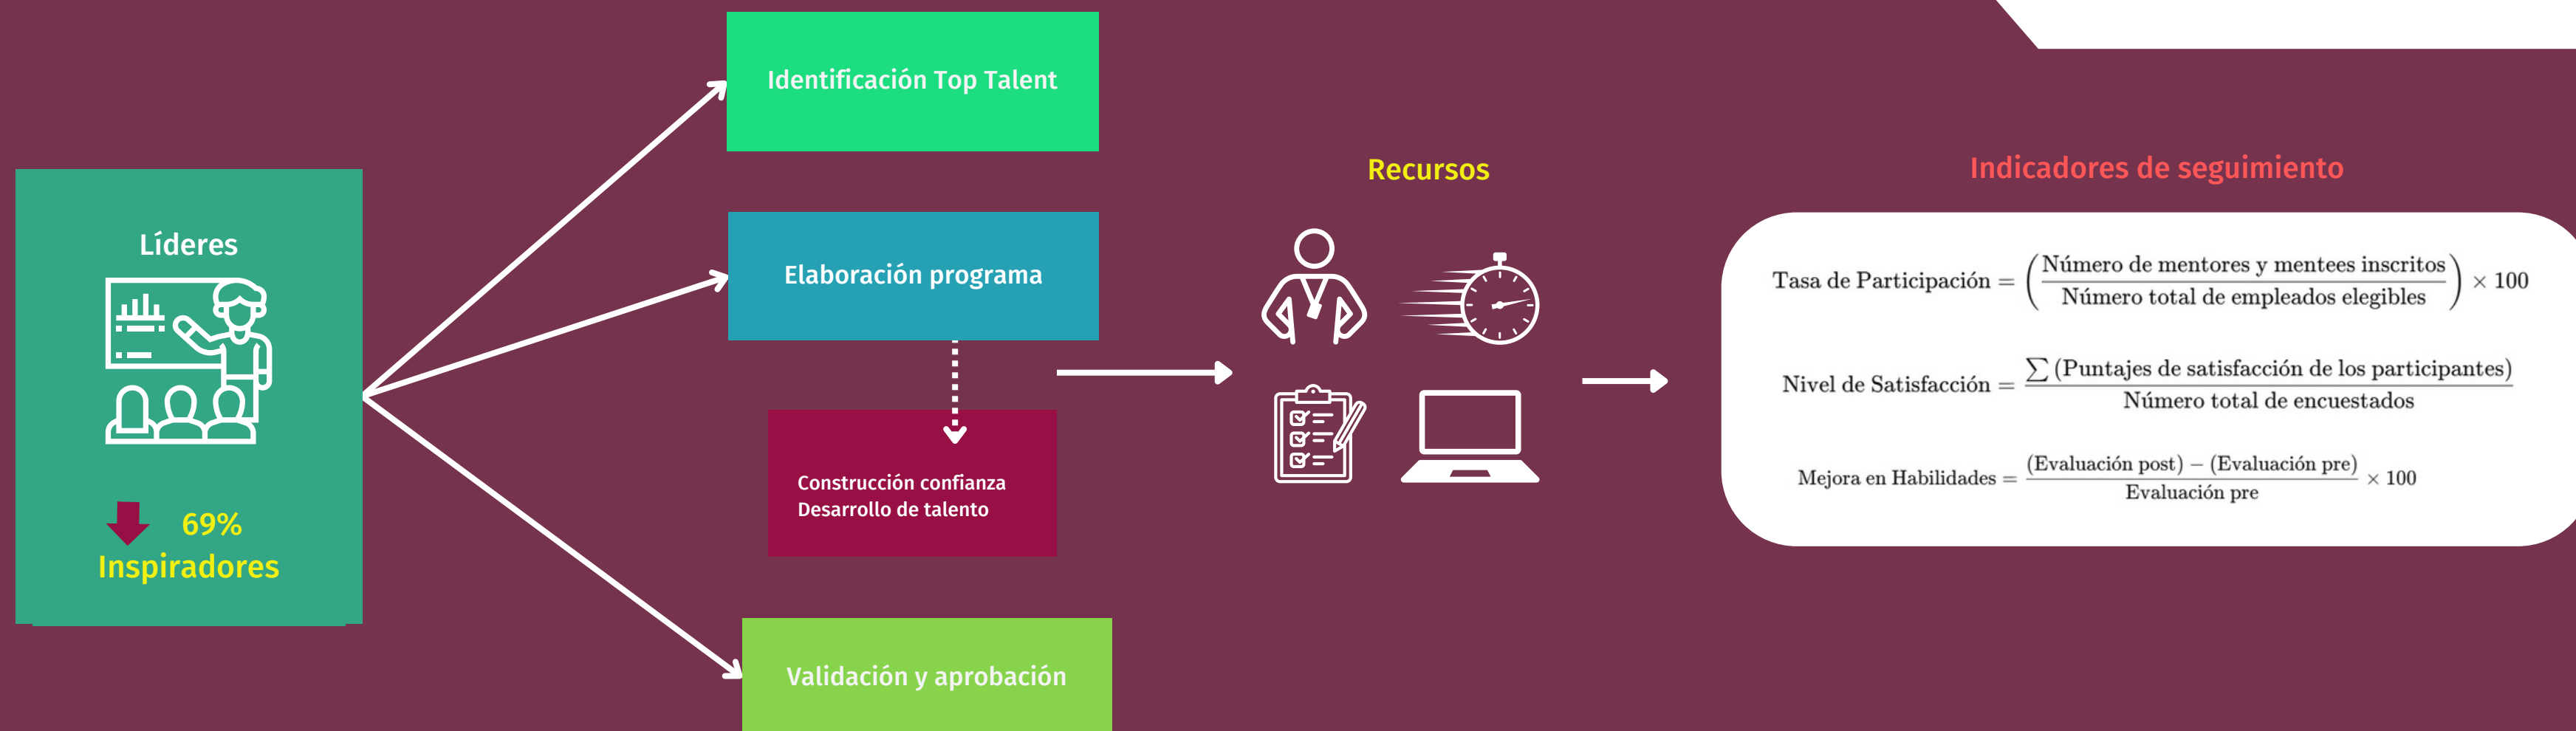 Líderes
69%
Inspiradores
Identificación Top Talent
Elaboración programa
Construcción confianza
Desarrollo de talento
Validación y aprobación
Recursos
Indicadores de seguimiento
Tasa de Participación = (Número de mentores y mentees inscritos / Número total de empleados elegibles) × 100
Nivel de Satisfacción = ∑ (Puntajes de satisfacción de los participantes) / Número total de encuestados
Mejora en Habilidades = (Evaluación post) − (Evaluación pre) / Evaluación pre × 100